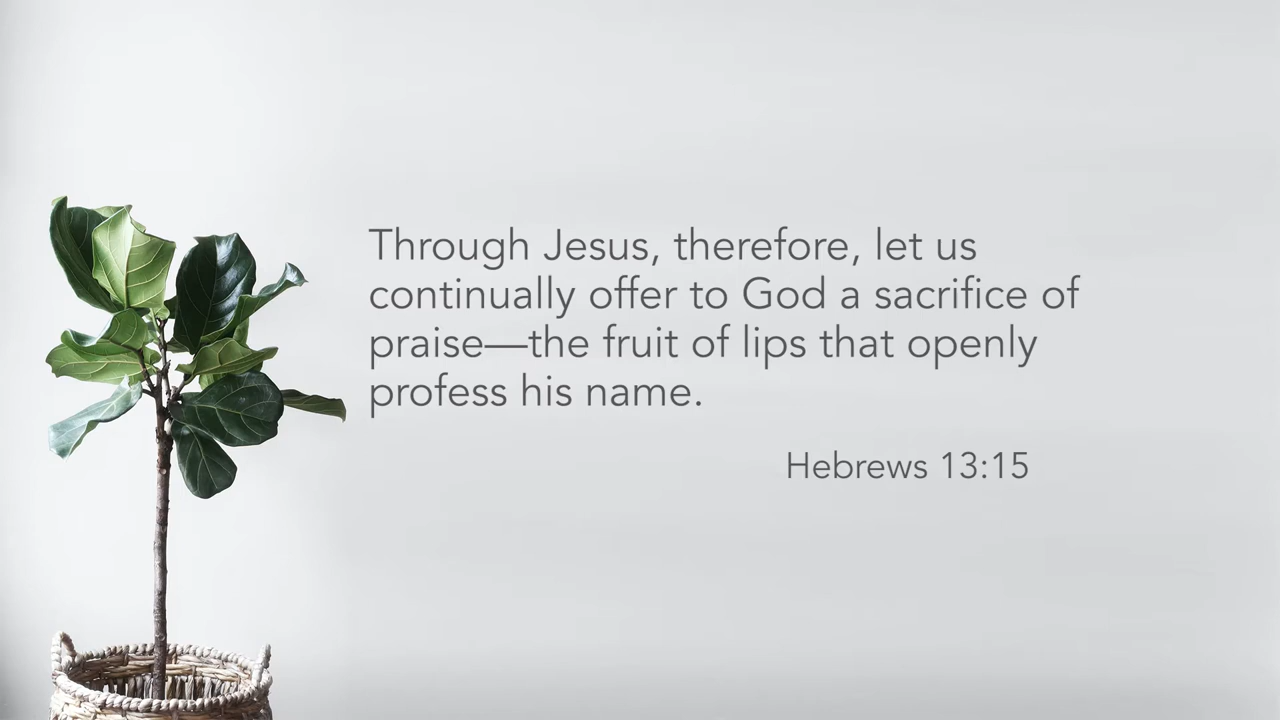 Through Jesus, therefore, let us
continually offer to God a sacrifice of
praise—the fruit of lips that openly
profess his name.
Hebrews 13:15